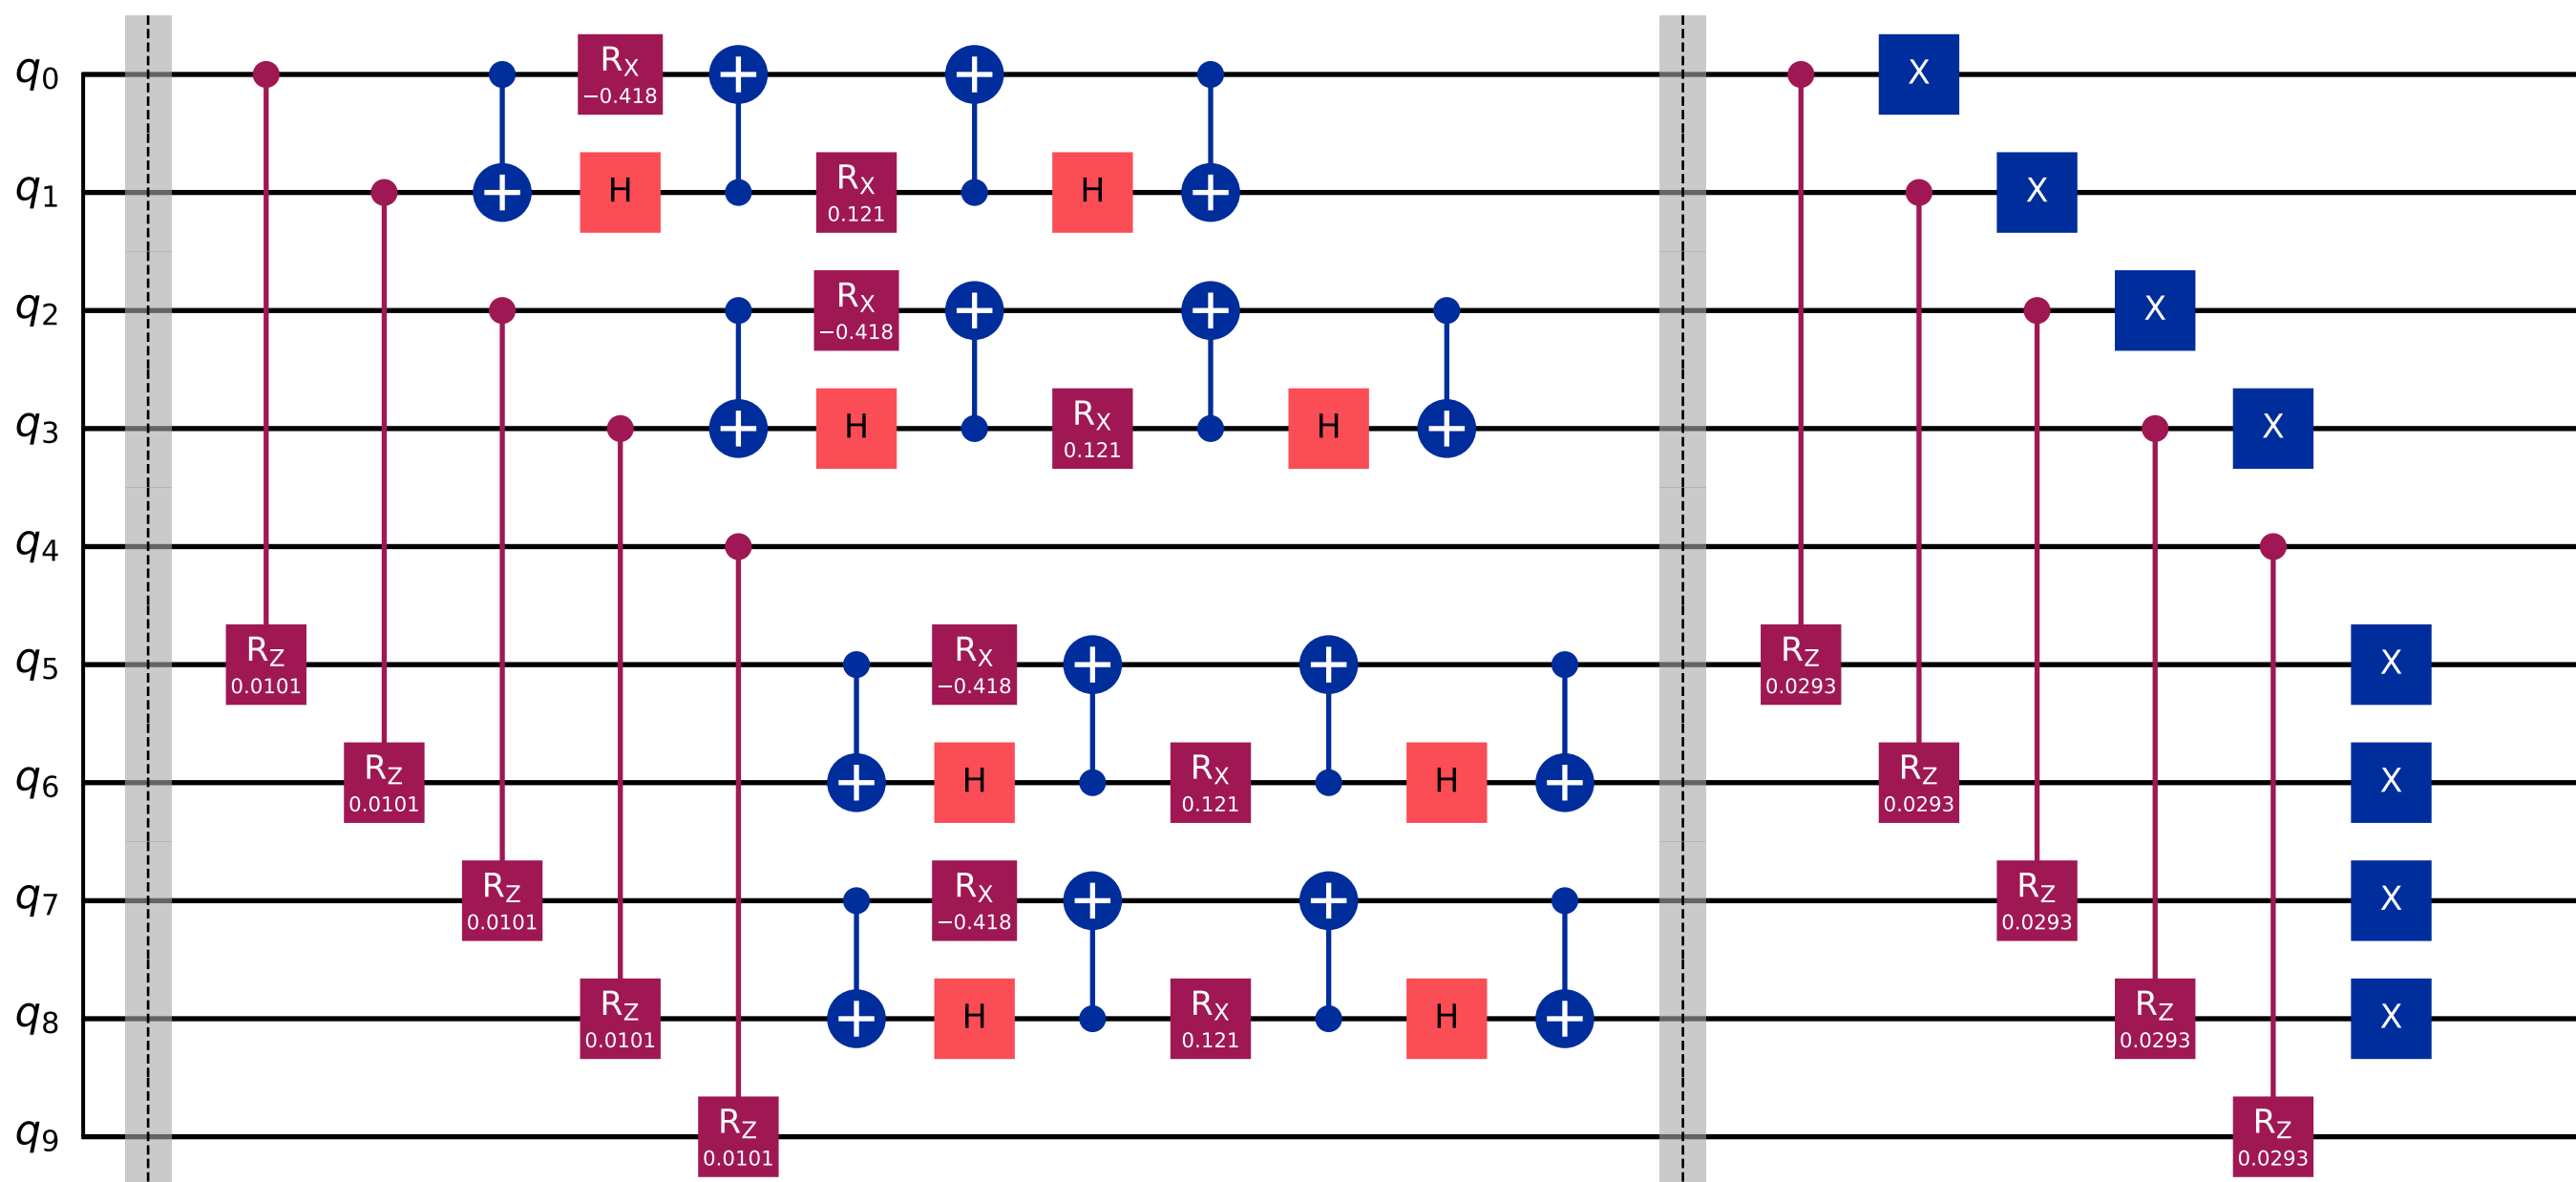 q0
RX
−0.418
X
q1
H
RX
0.121
H
X
q2
RX
−0.418
X
q3
H
RX
0.121
H
X
q4
q5
RZ
0.0101
RX
−0.418
RZ
0.0293
X
q6
RZ
0.0101
H
RX
0.121
H
RZ
0.0293
X
q7
RZ
0.0101
RX
−0.418
RZ
0.0293
X
q8
RZ
0.0101
H
RX
0.121
H
RZ
0.0293
X
q9
RZ
0.0101
RZ
0.0293